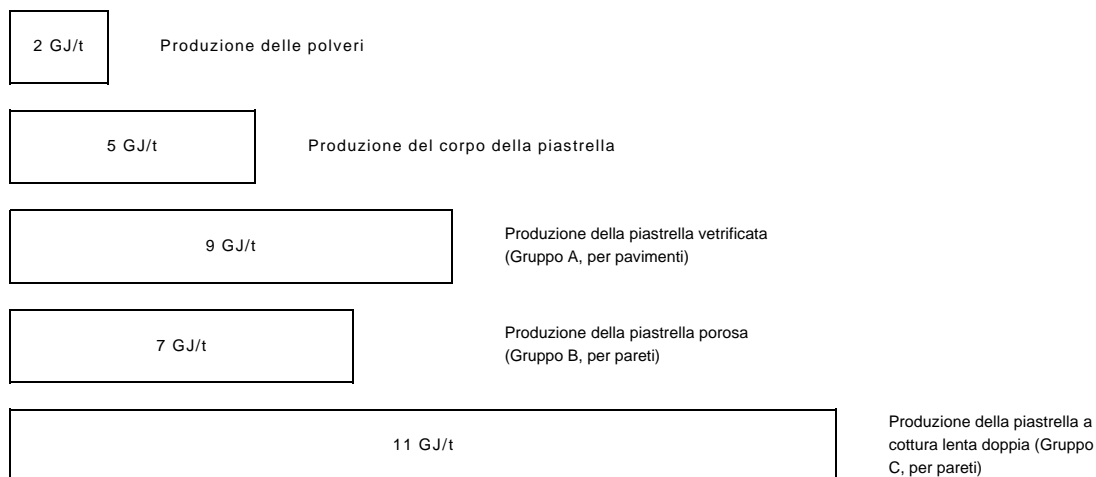 2 GJ/t
Produzione delle polveri
5 GJ/t
Produzione del corpo della piastrella
9 GJ/t
Produzione della piastrella vetrificata
(Gruppo A, per pavimenti)
7 GJ/t
Produzione della piastrella porosa
(Gruppo B, per pareti)
11 GJ/t
Produzione della piastrella a
cottura lenta doppia (Gruppo
C, per pareti)